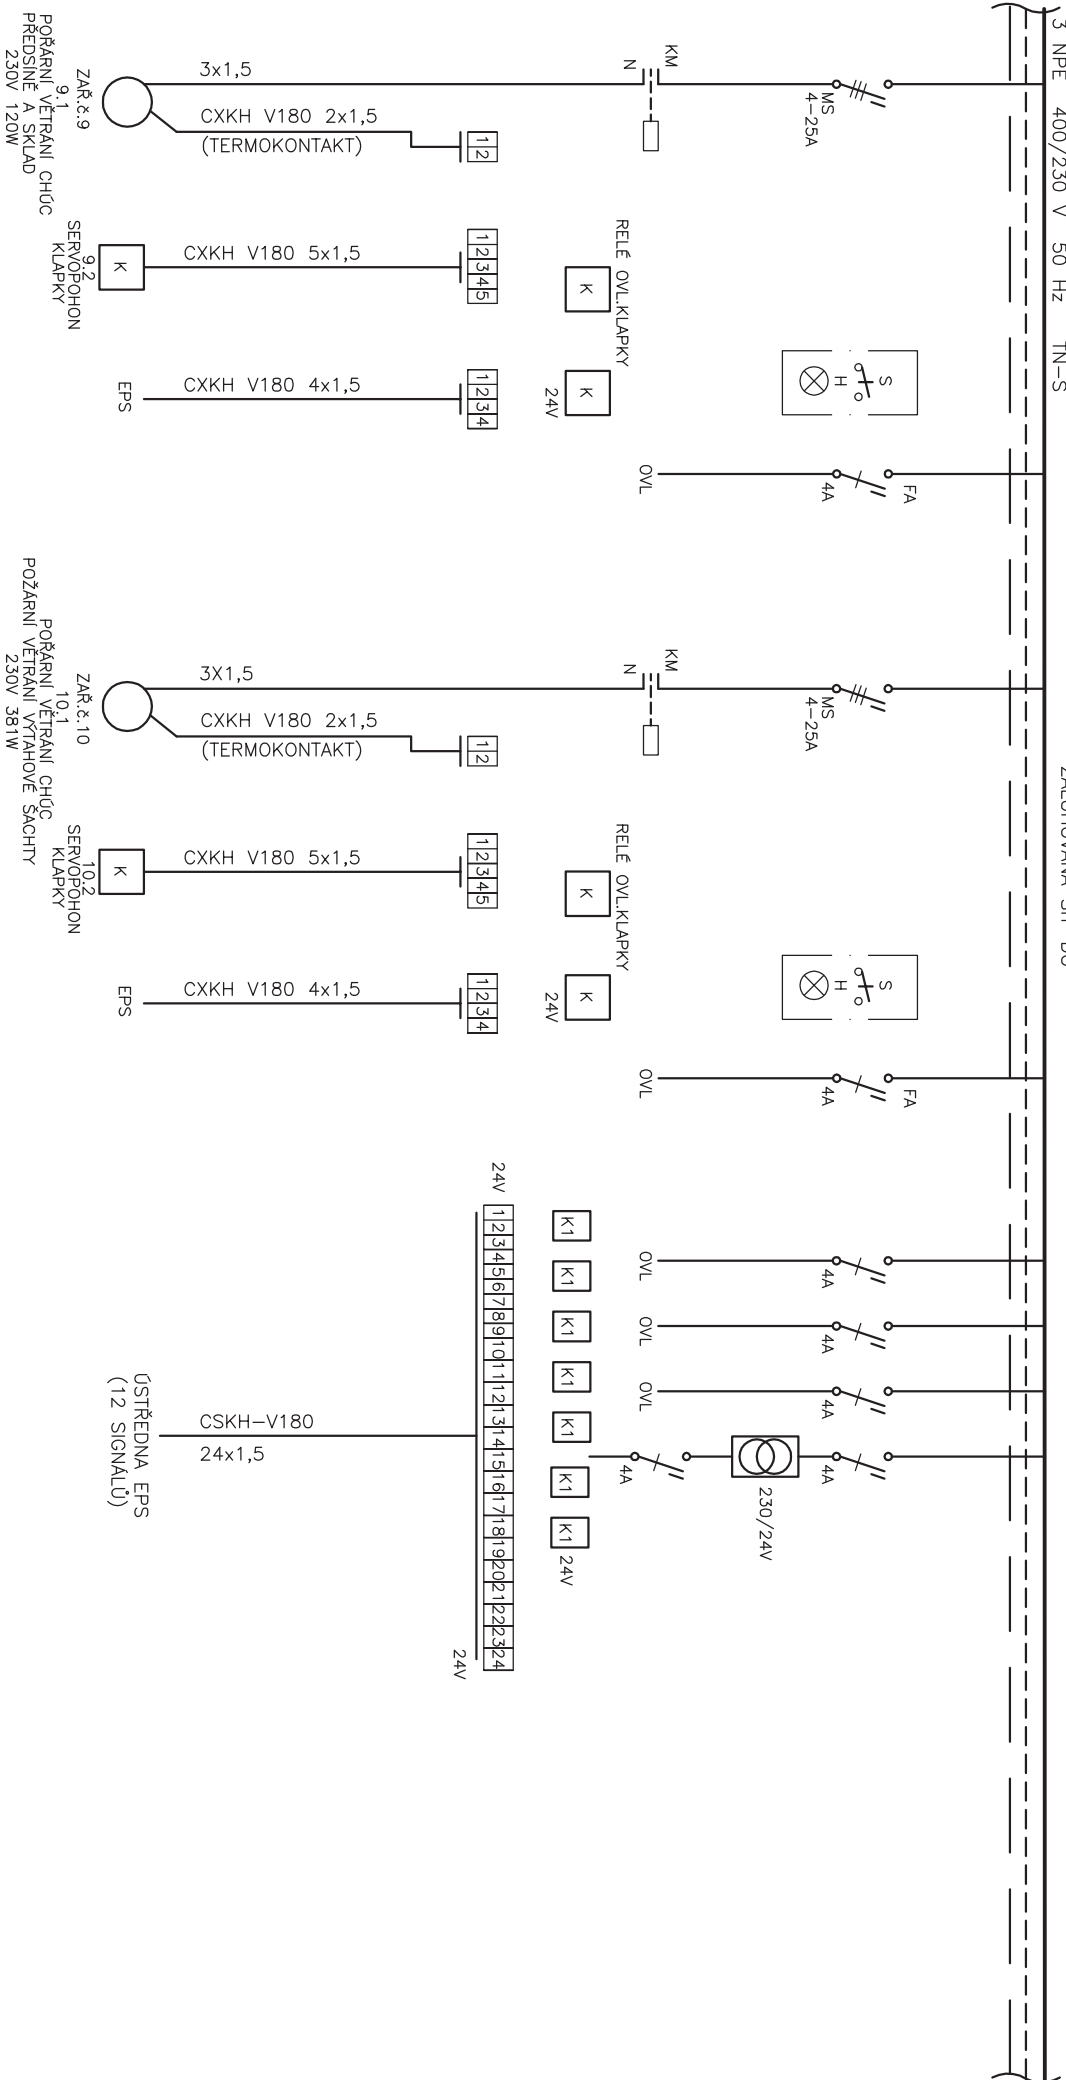 3 NPE 400/230 V 50 Hz TN-S
KM
N
MS
4-25A
3x1,5
CXKH V180 2x1,5
(TERMOKONTAKT)
1 2
ZAŘ.č.9
9.1
POŘÁRNÍ VĚTRÁNÍ CHÚC
PŘEDSÍNĚ A SKLAD
230V 120W
RELÉ OVL.KLAPKY
K
CXKH V180 5x1,5
1 2 3 4 5
K
9.2
SERVOPOHON
KLAPKY
S
H
K
24V
CXKH V180 4x1,5
1 2 3 4
EPS
FA
4A
OVL
KM
N
MS
4-25A
3X1,5
CXKH V180 2x1,5
(TERMOKONTAKT)
1 2
ZAŘ.č.10
10.1
POŘÁRNÍ VĚTRÁNÍ CHÚC
POŽÁRNÍ VĚTRÁNÍ VÝTAHOVÉ ŠACHTY
230V 381W
RELÉ OVL.KLAPKY
K
CXKH V180 5x1,5
1 2 3 4 5
K
10.2
SERVOPOHON
KLAPKY
S
H
K
24V
CXKH V180 4x1,5
1 2 3 4
EPS
FA
4A
OVL
4A
OVL
4A
OVL
4A
OVL
4A
230/24V
4A
K1
K1
K1
K1
K1
K1
K1
24V
24V
1 2 3 4 5 6 7 8 9 10 11 12 13 14 15 16 17 18 19 20 21 22 23 24
24V
CSKH-V180
24x1,5
ÚSTŘEDNA EPS
(12 SIGNÁLŮ)